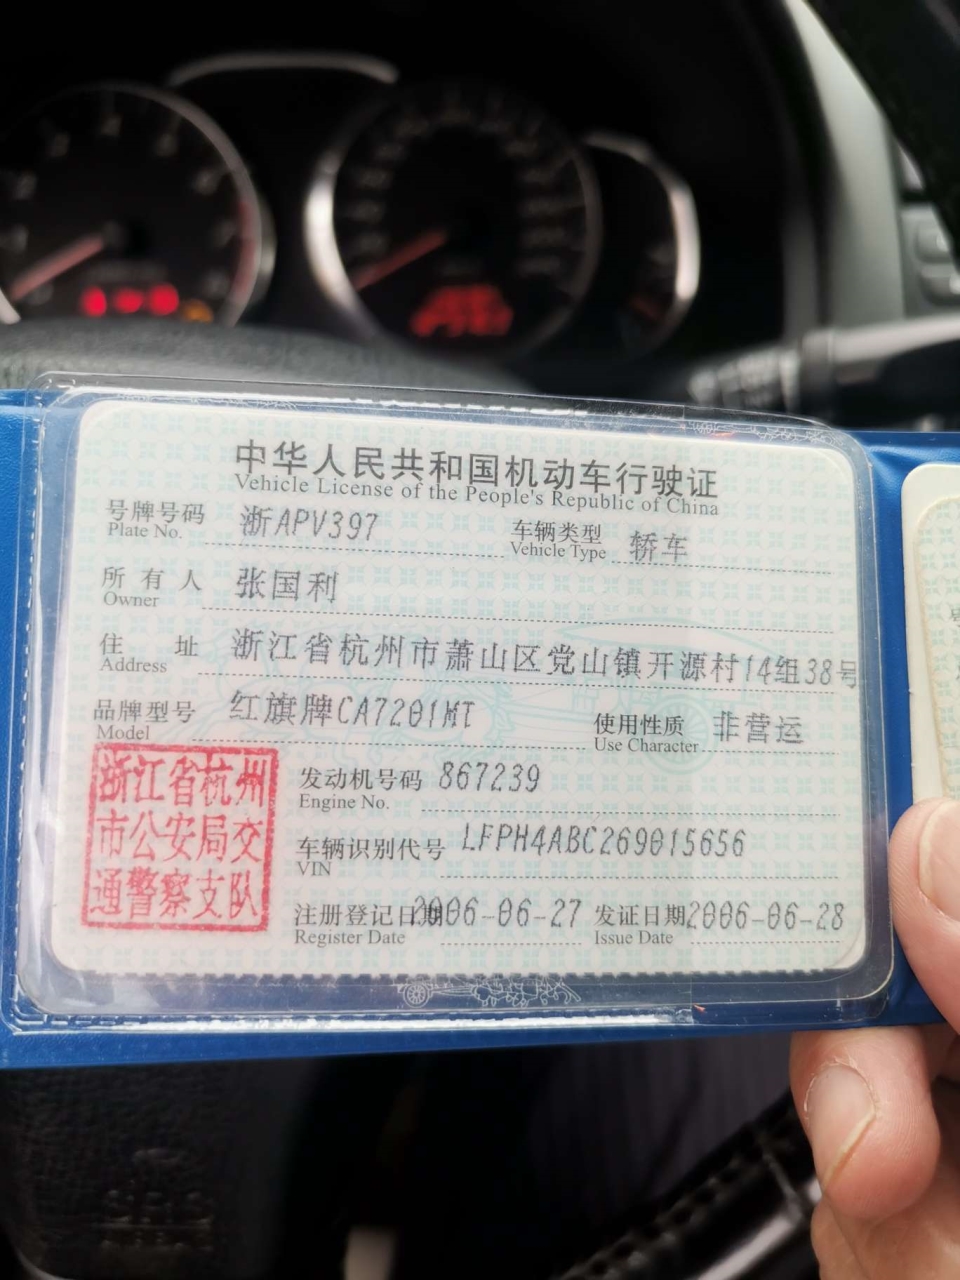 中华人民共和国机动车行驶证
Vehicle License of the People's Republic of China
号牌号码 浙APV397 车辆类型 轿车
Plate No. Vehicle Type
所有人 张国利
Owner
住址 浙江省杭州市萧山区党山镇开源村14组38号
Address
品牌型号 红旗牌CA7201MT 使用性质 非营运
Model Use Character
浙江省杭州
市公安局交
通警察支队
发动机号码 867239
Engine No.
车辆识别代号 LFPH4ABC269015656
VIN
注册登记日期 2006-06-27 发证日期 2006-06-28
Register Date Issue Date